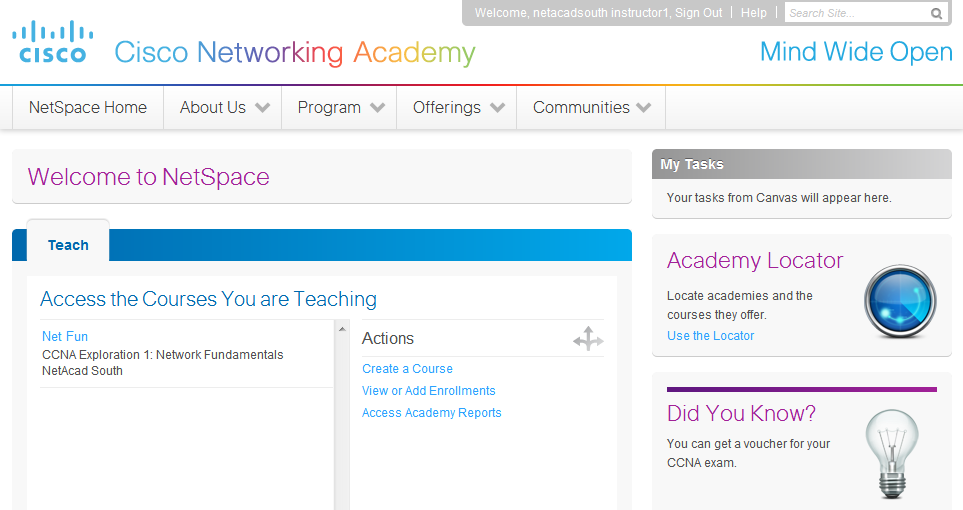 Welcome, netacadsouth instructor1, Sign Out | Help | Search Site...
CISCO
Cisco Networking Academy
Mind Wide Open
NetSpace Home
About Us
Program
Offerings
Communities
Welcome to NetSpace
Teach
Access the Courses You are Teaching
Net Fun
CCNA Exploration 1: Network Fundamentals
NetAcad South
Actions
Create a Course
View or Add Enrollments
Access Academy Reports
My Tasks
Your tasks from Canvas will appear here.
Academy Locator
Locate academies and the
courses they offer.
Use the Locator
Did You Know?
You can get a voucher for your
CCNA exam.